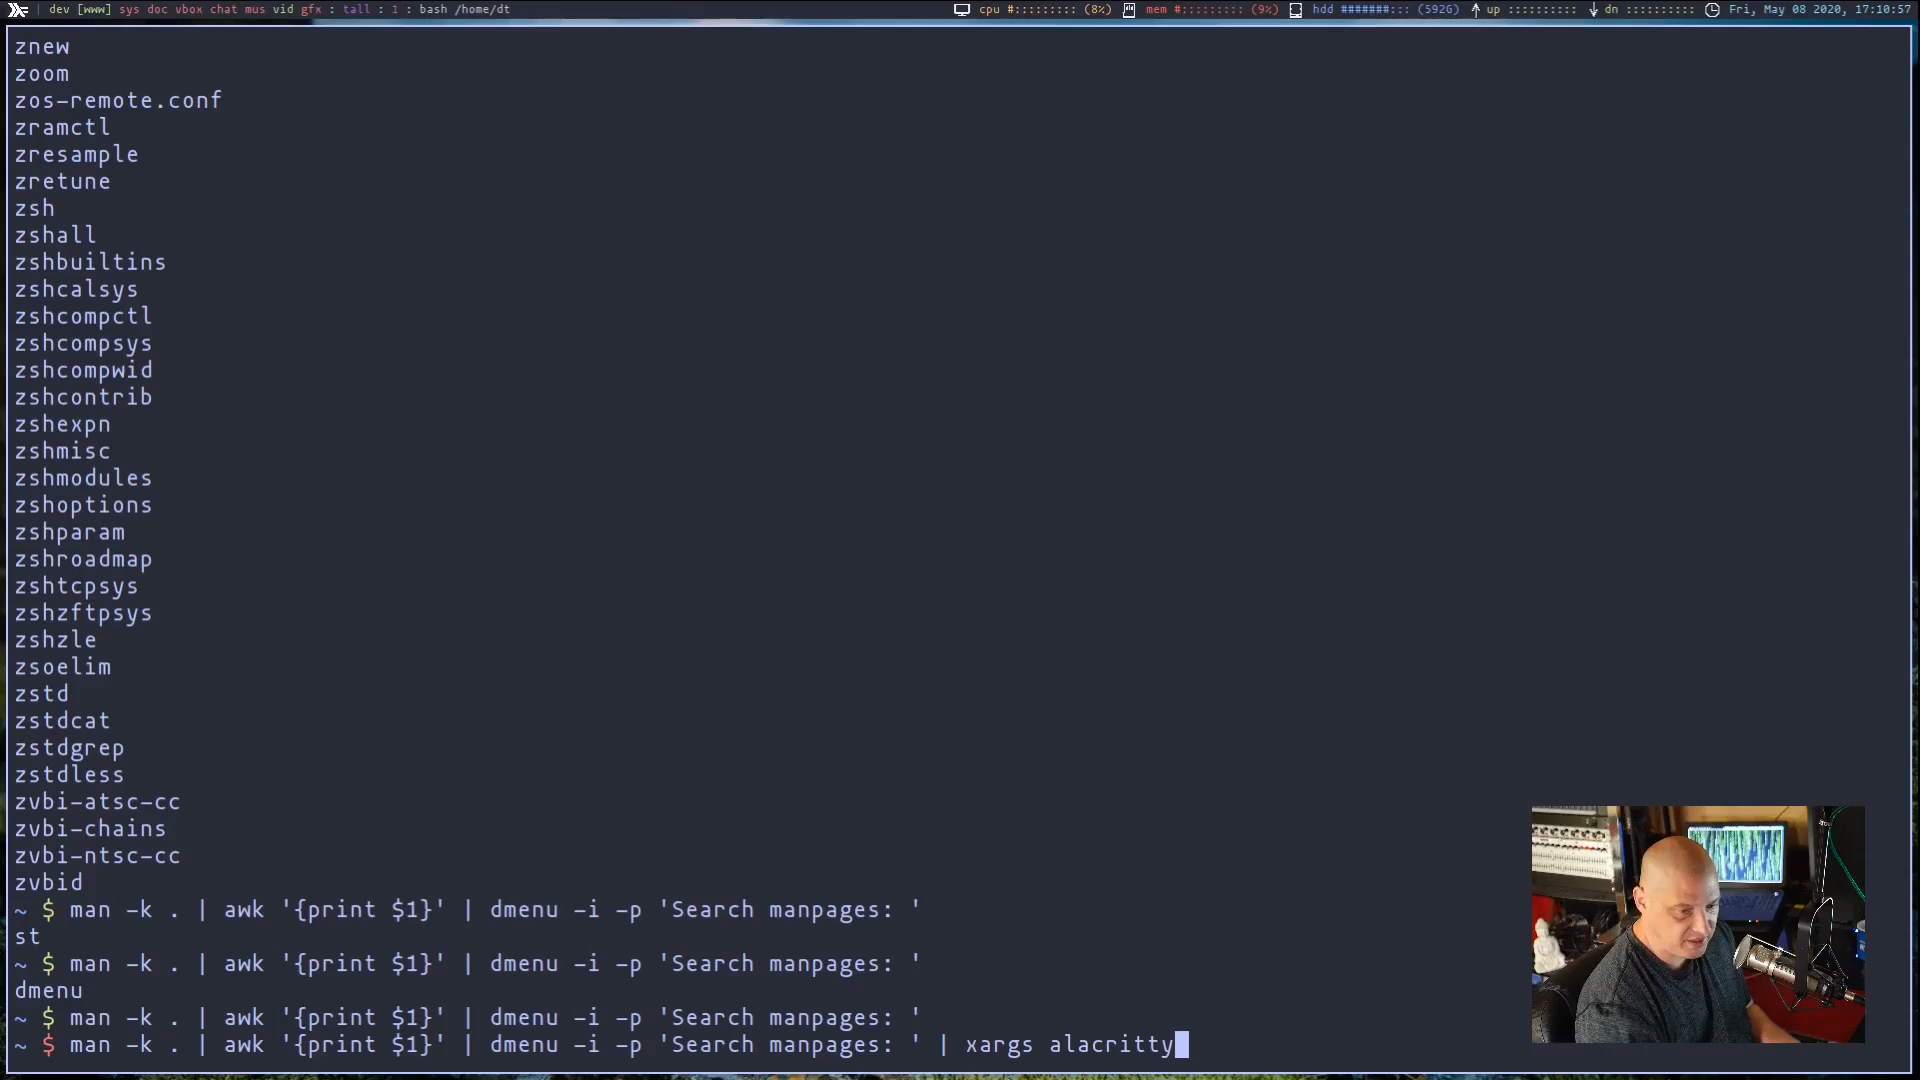 dev [www] sys doc vbox chat mus vid gfx : tall : 1 : bash /home/dt cpu #::::::::: (8%) mem #::::::::: (9%) hdd #######::: (592G) up :::::::::: dn :::::::::: Fri, May 08 2020, 17:10:57
znew
zoom
zos-remote.conf
zramctl
zresample
zretune
zsh
zshall
zshbuiltins
zshcalsys
zshcompctl
zshcompsys
zshcompwid
zshcontrib
zshexpn
zshmisc
zshmodules
zshoptions
zshparam
zshroadmap
zshtcpsys
zshzftpsys
zshzle
zsoelim
zstd
zstdcat
zstdgrep
zstdless
zvbi-atsc-cc
zvbi-chains
zvbi-ntsc-cc
zvbid
~ $ man -k . | awk '{print $1}' | dmenu -i -p 'Search manpages: '
st
~ $ man -k . | awk '{print $1}' | dmenu -i -p 'Search manpages: '
dmenu
~ $ man -k . | awk '{print $1}' | dmenu -i -p 'Search manpages: '
~ $ man -k . | awk '{print $1}' | dmenu -i -p 'Search manpages: ' | xargs alacritty